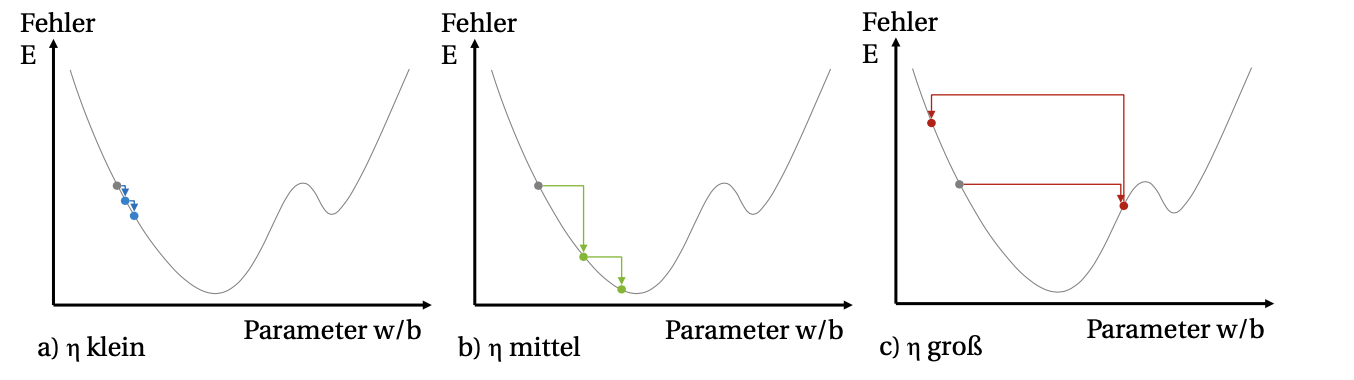 Fehler
E
Parameter w/b
a) η klein
Fehler
E
Parameter w/b
b) η mittel
Fehler
E
Parameter w/b
c) η groß